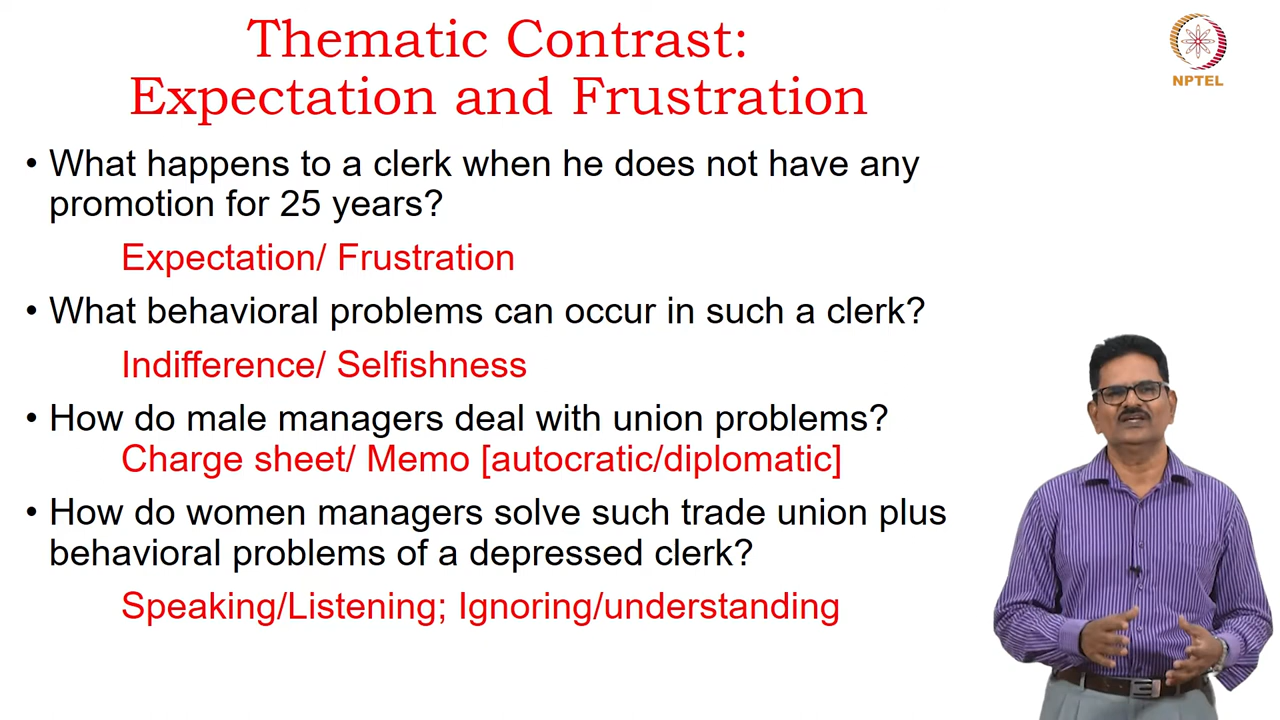 Thematic Contrast:
Expectation and Frustration
NPTEL
• What happens to a clerk when he does not have any
promotion for 25 years?
Expectation/ Frustration
• What behavioral problems can occur in such a clerk?
Indifference/ Selfishness
• How do male managers deal with union problems?
Charge sheet/ Memo [autocratic/diplomatic]
• How do women managers solve such trade union plus
behavioral problems of a depressed clerk?
Speaking/Listening; Ignoring/understanding